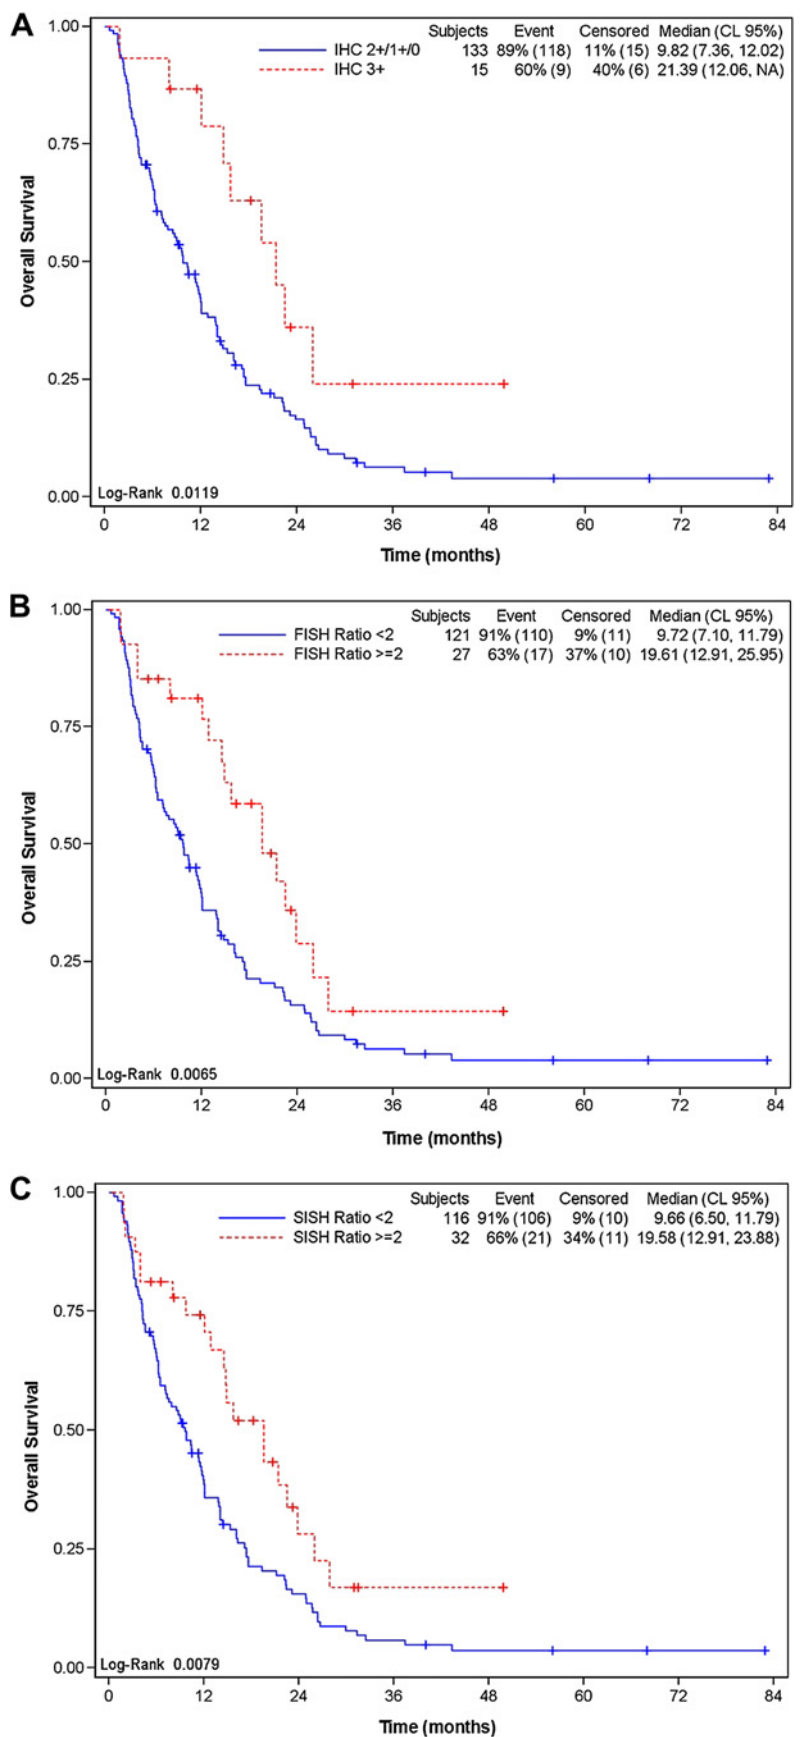 A
Subjects Event Censored Median (CL 95%)
IHC 2+/1+/0 133 89% (118) 11% (15) 9.82 (7.36, 12.02)
IHC 3+ 15 60% (9) 40% (6) 21.39 (12.06, NA)
1.00
0.75
0.50
0.25
0.00
Overall Survival
Log-Rank 0.0119
0 12 24 36 48 60 72 84
Time (months)
B
Subjects Event Censored Median (CL 95%)
FISH Ratio <2 121 91% (110) 9% (11) 9.72 (7.10, 11.79)
FISH Ratio >=2 27 63% (17) 37% (10) 19.61 (12.91, 25.95)
1.00
0.75
0.50
0.25
0.00
Overall Survival
Log-Rank 0.0065
0 12 24 36 48 60 72 84
Time (months)
C
Subjects Event Censored Median (CL 95%)
SISH Ratio <2 116 91% (106) 9% (10) 9.66 (6.50, 11.79)
SISH Ratio >=2 32 66% (21) 34% (11) 19.58 (12.91, 23.88)
1.00
0.75
0.50
0.25
0.00
Overall Survival
Log-Rank 0.0079
0 12 24 36 48 60 72 84
Time (months)